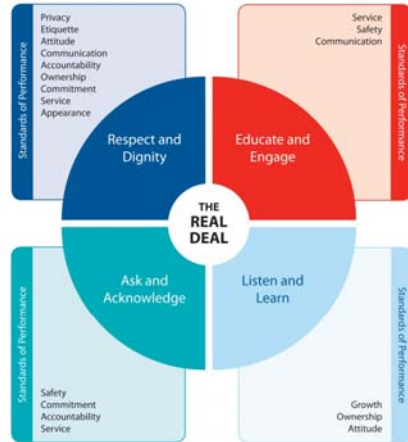 Standards of Performance
Privacy
Etiquette
Attitude
Communication
Accountability
Ownership
Commitment
Service
Appearance
Respect and
Dignity
Service
Safety
Communication
Standards of Performance
Educate and
Engage
THE
REAL
DEAL
Standards of Performance
Ask and
Acknowledge
Safety
Commitment
Accountability
Service
Listen and
Learn
Growth
Ownership
Attitude
Standards of Performance